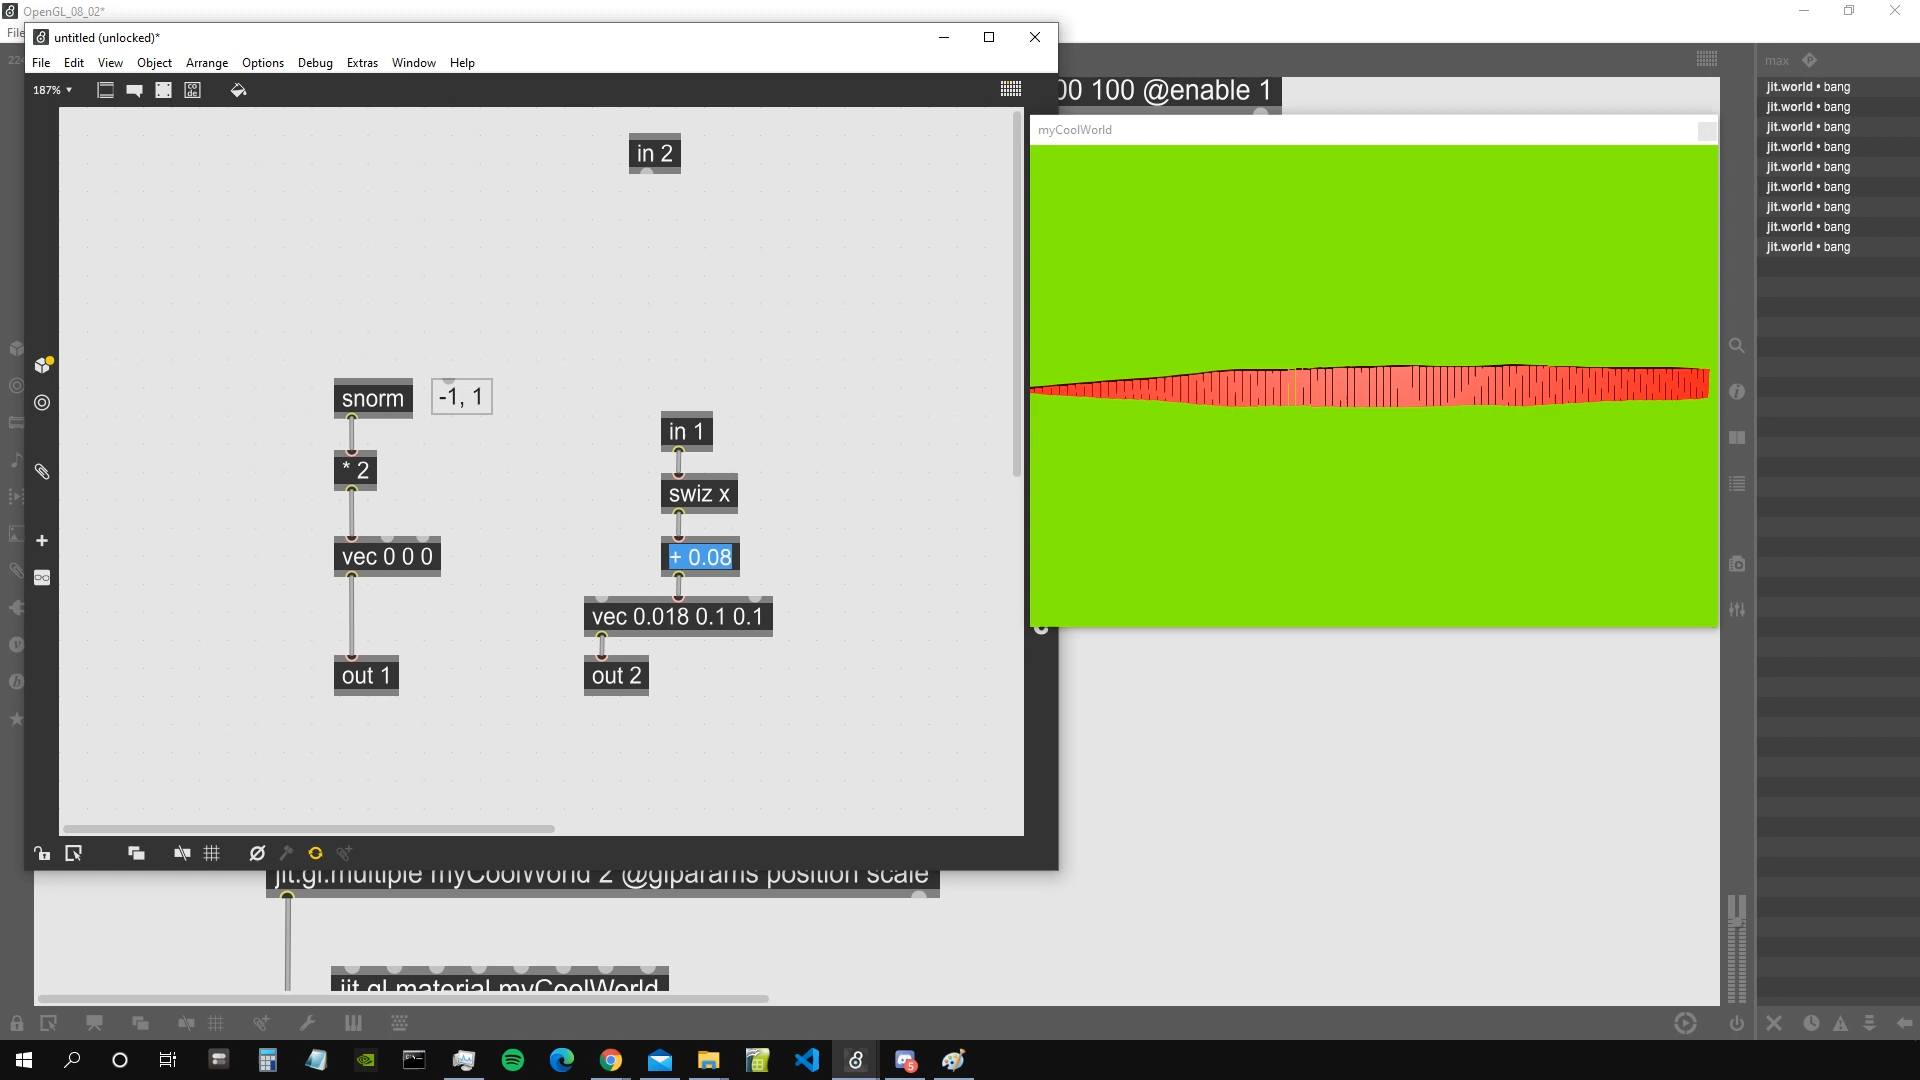 OpenGL_08_02*
File
untitled (unlocked)*
File Edit View Object Arrange Options Debug Extras Window Help
187%
00 100 @enable 1
max
jit.world • bang
jit.world • bang
jit.world • bang
jit.world • bang
jit.world • bang
jit.world • bang
jit.world • bang
jit.world • bang
jit.world • bang
myCoolWorld
in 2
snorm
-1, 1
* 2
vec 0 0 0
out 1
in 1
swiz x
+ 0.08
vec 0.018 0.1 0.1
out 2
jit.gl.multiple myCoolWorld 2 @glparams position scale
jit.gl.material myCoolWorld